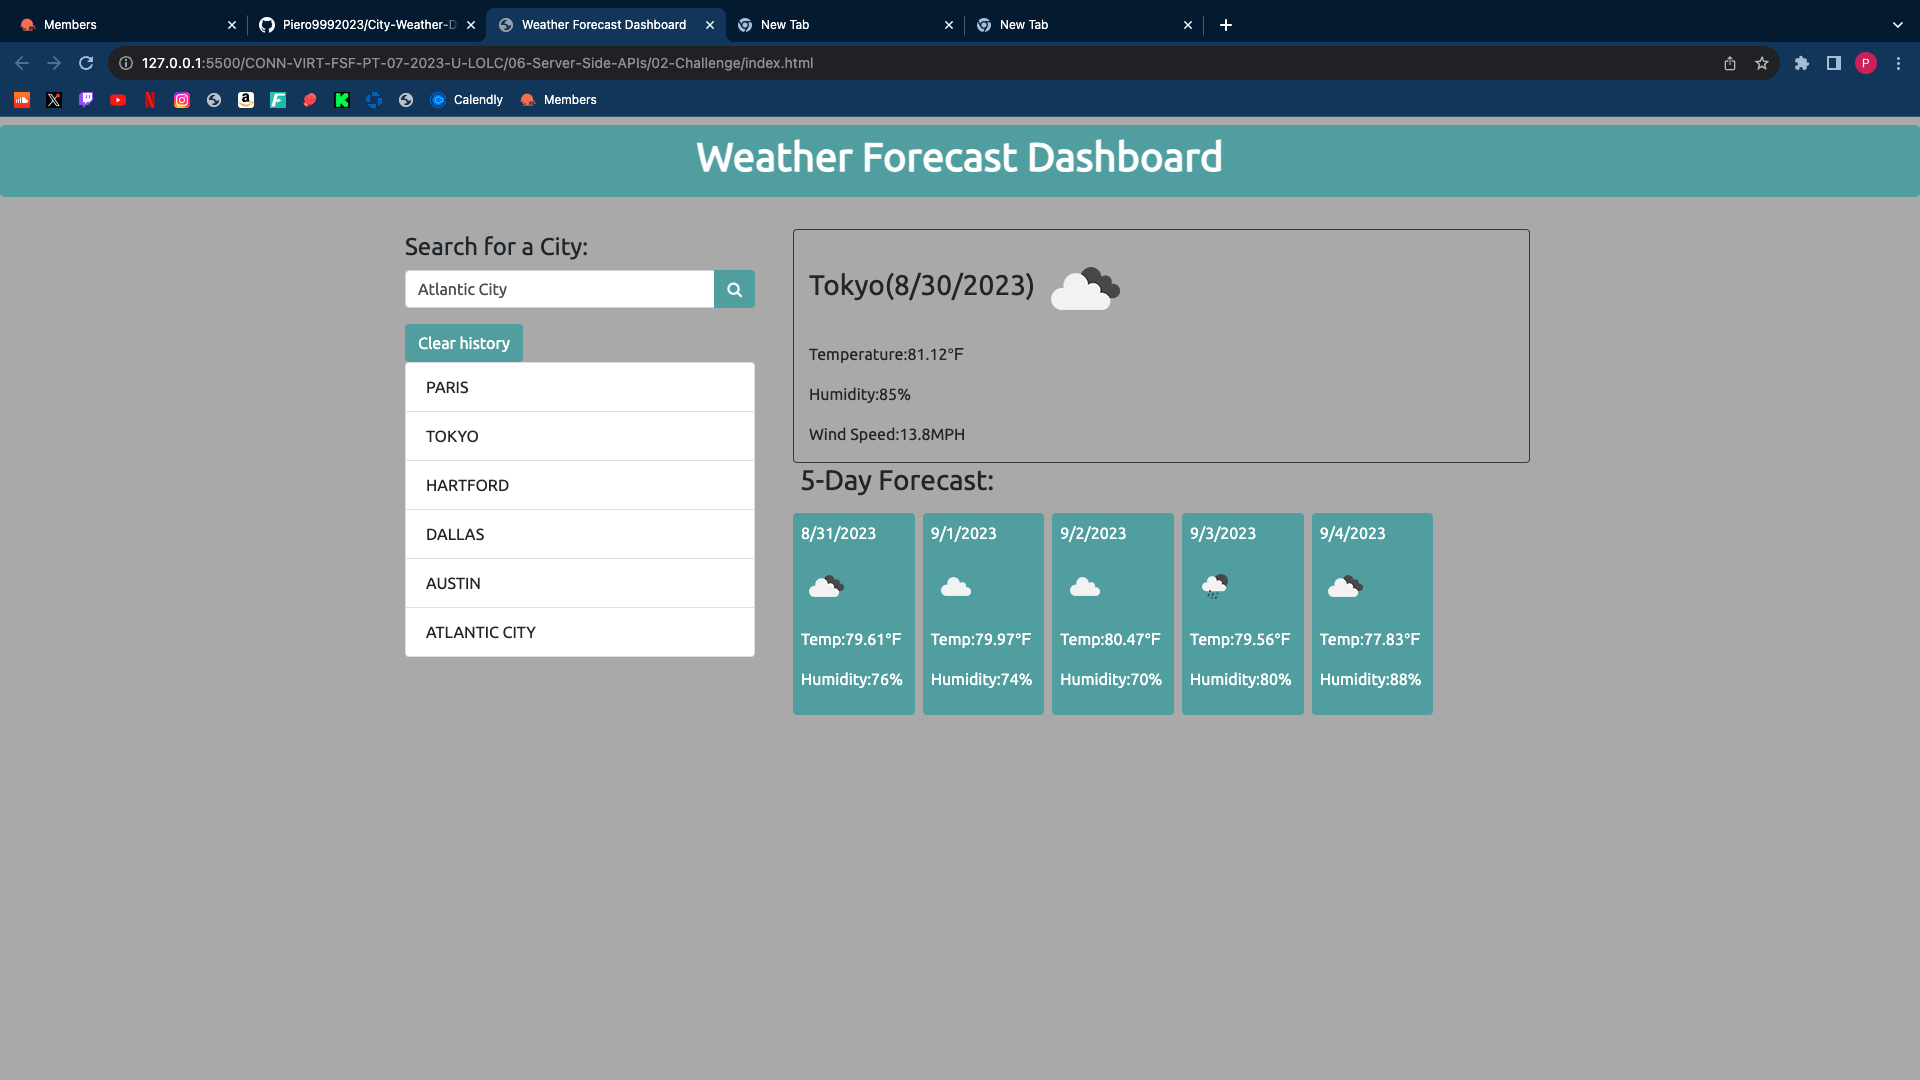 Members
Piero9992023/City-Weather-D
Weather Forecast Dashboard
New Tab
New Tab
127.0.0.1:5500/CONN-VIRT-FSF-PT-07-2023-U-LOLC/06-Server-Side-APIs/02-Challenge/index.html
P
Calendly
Members
Weather Forecast Dashboard
Search for a City:
Atlantic City
Clear history
PARIS
TOKYO
HARTFORD
DALLAS
AUSTIN
ATLANTIC CITY
Tokyo(8/30/2023)
Temperature:81.12°F
Humidity:85%
Wind Speed:13.8MPH
5-Day Forecast:
8/31/2023
Temp:79.61°F
Humidity:76%
9/1/2023
Temp:79.97°F
Humidity:74%
9/2/2023
Temp:80.47°F
Humidity:70%
9/3/2023
Temp:79.56°F
Humidity:80%
9/4/2023
Temp:77.83°F
Humidity:88%